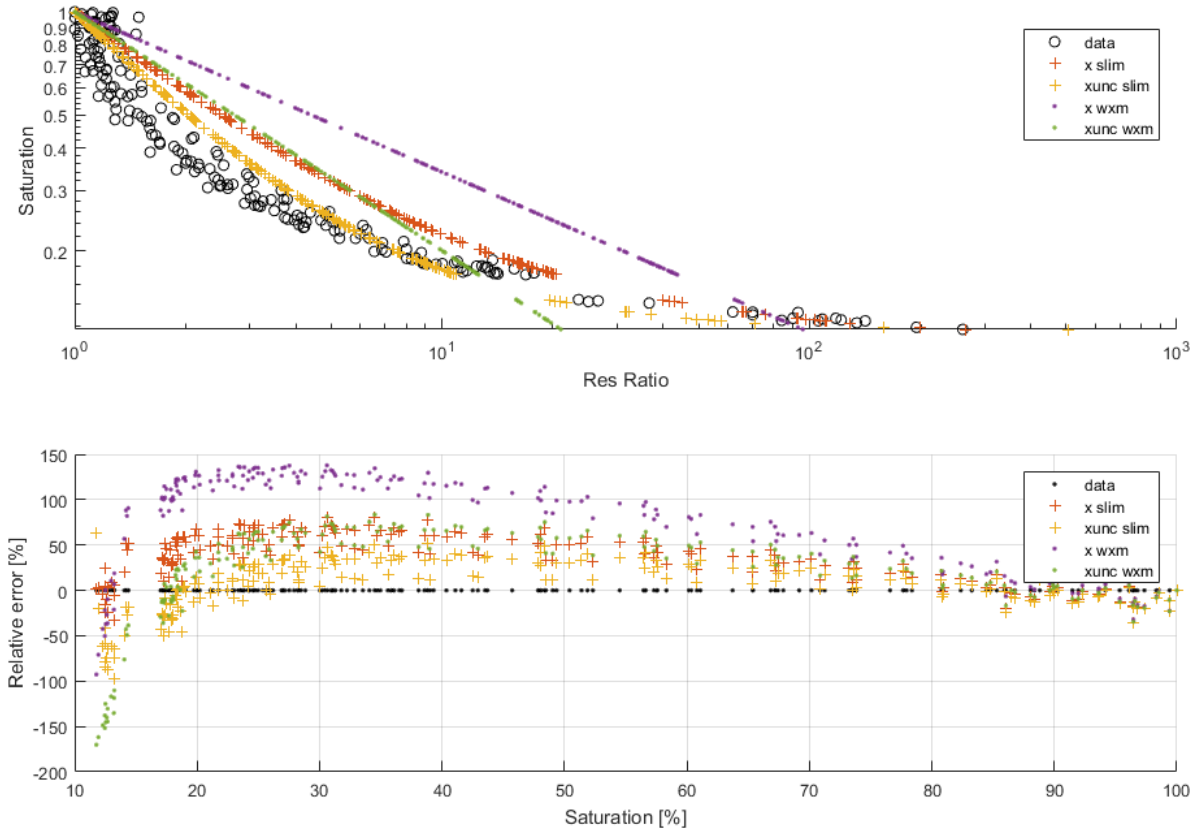 1
0.9
0.8
0.7
0.6
0.5
0.4
0.3
0.2
Saturation
10^0
10^1
10^2
10^3
Res Ratio
data
x slim
xunc slim
x wxm
xunc wxm
150
100
50
0
-50
-100
-150
-200
Relative error [%]
10
20
30
40
50
60
70
80
90
100
Saturation [%]
data
x slim
xunc slim
x wxm
xunc wxm